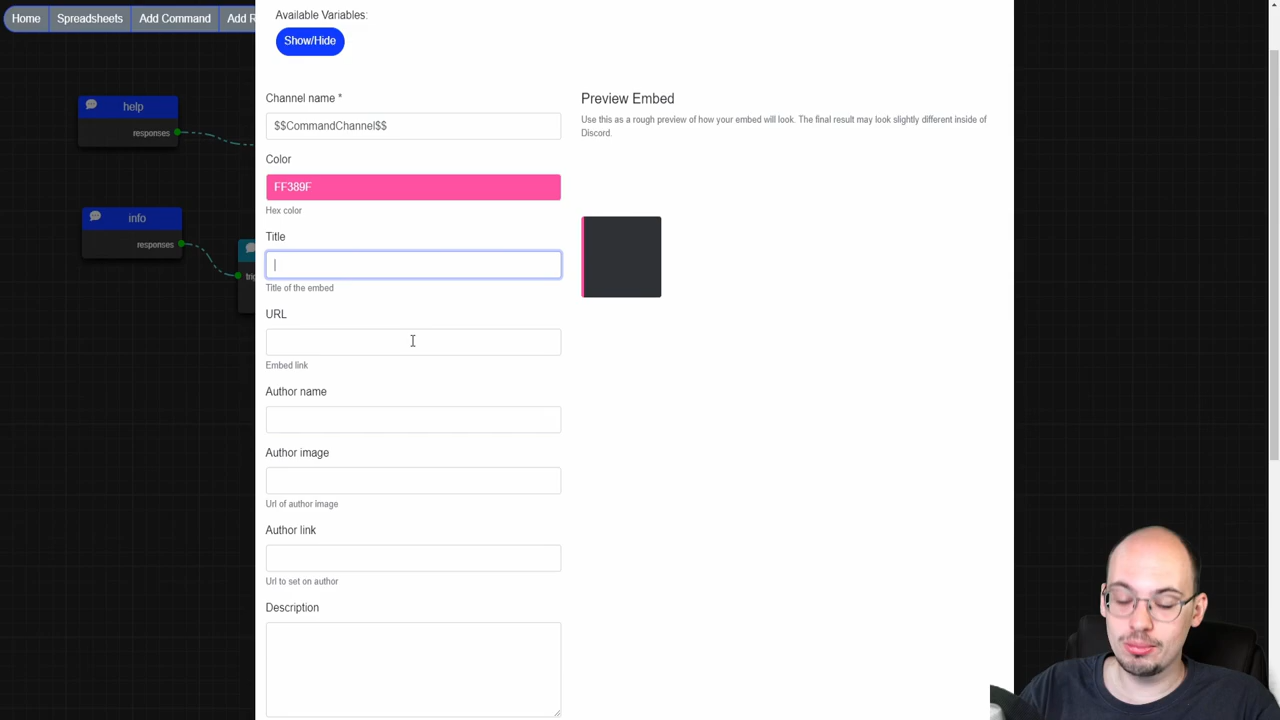 Home
Spreadsheets
Add Command
Available Variables:
Show/Hide
help
responses
info
responses
Channel name *
$$CommandChannel$$
Color
FF389F
Hex color
Title
Title of the embed
URL
Embed link
Author name
Author image
Url of author image
Author link
Url to set on author
Description
Preview Embed
Use this as a rough preview of how your embed will look. The final result may look slightly different inside of
Discord.